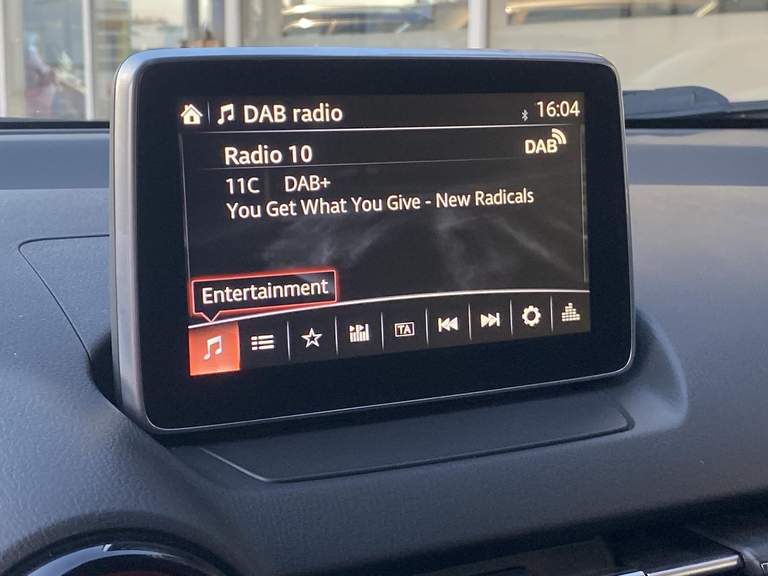 DAB radio 16:04
Radio 10 DAB
11C DAB+
You Get What You Give - New Radicals
Entertainment
TA